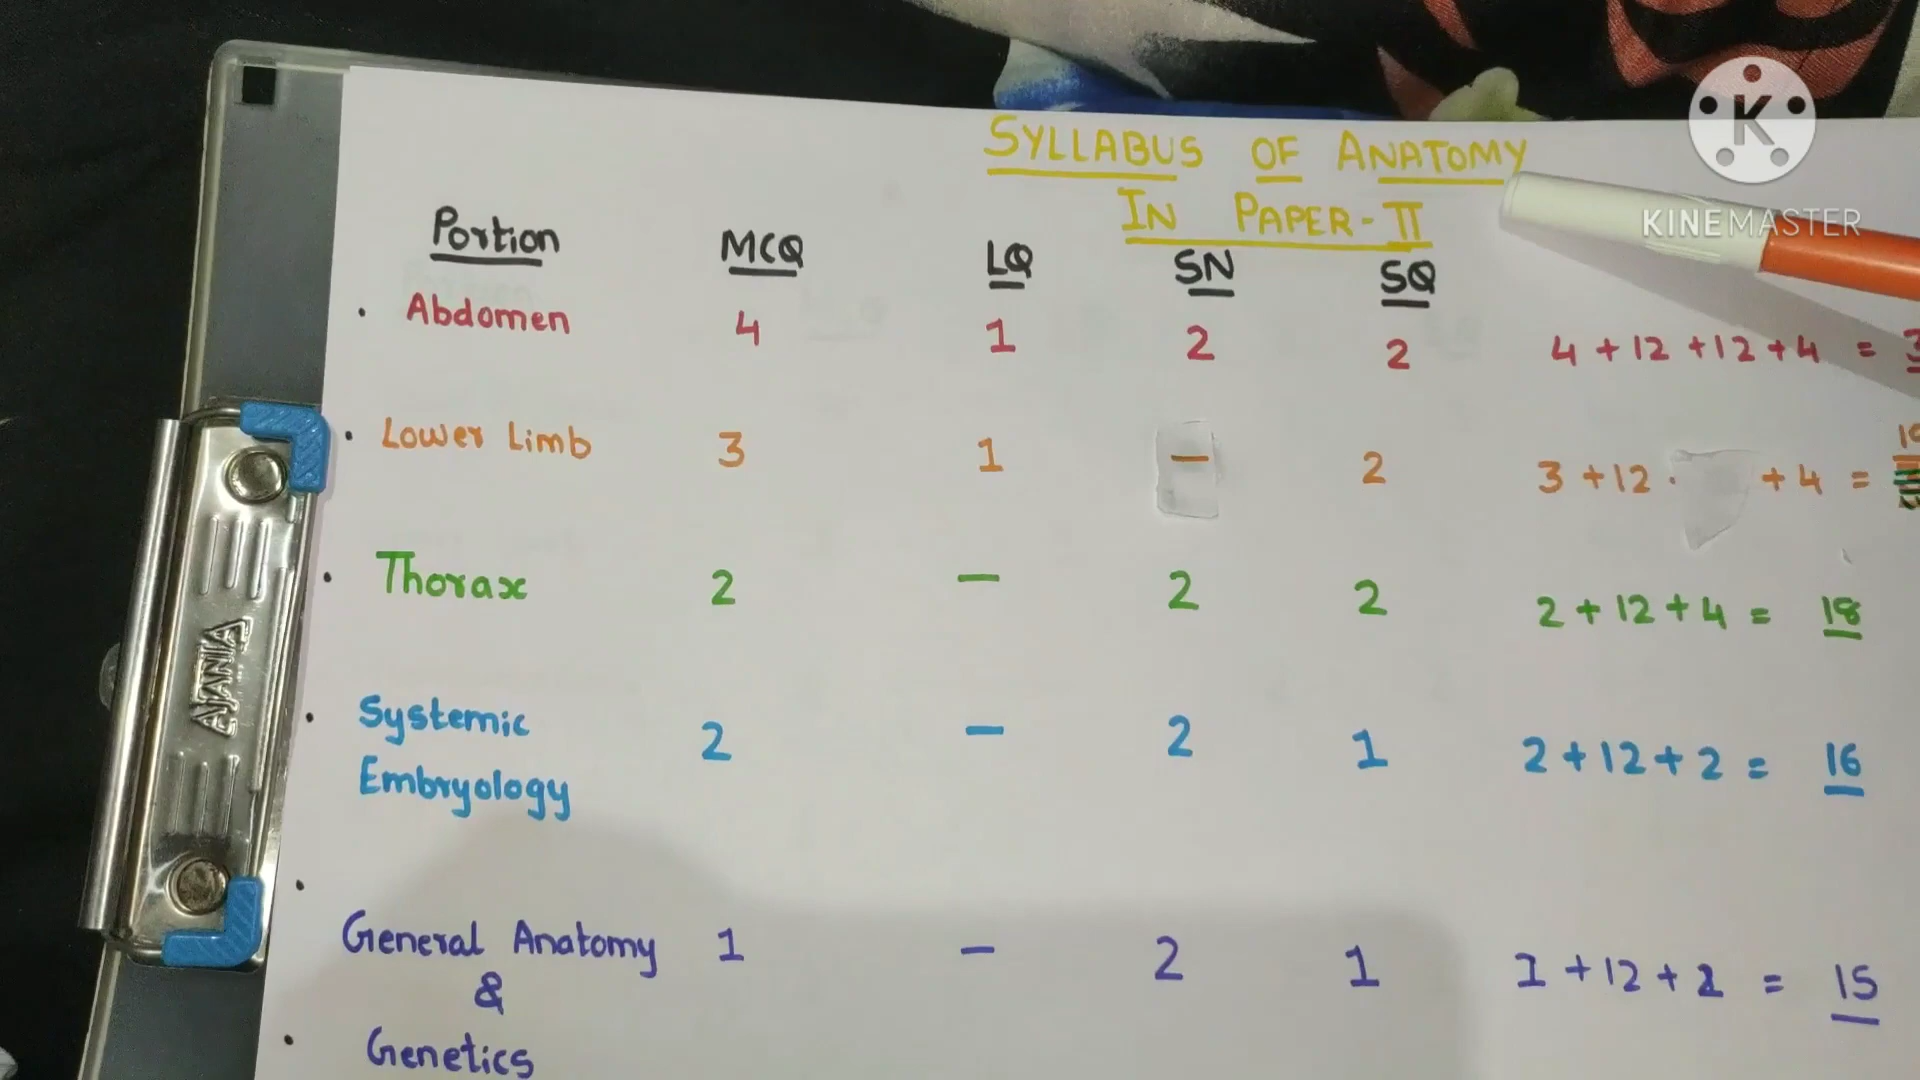 SYLLABUS OF ANATOMY
IN PAPER-II
Portion MCQ LQ SN SQ
• Abdomen 4 1 2 2 4+12+12+4 = 3
• Lower Limb 3 1 - 2 3+12 · +4 =
• Thorax 2 - 2 2 2+12+4 = 18
• Systemic
Embryology 2 - 2 1 2+12+2 = 16
• General Anatomy 1 - 2 1 1+12+2 = 15
&
• Genetics
K
KINEMASTER
AJANTA